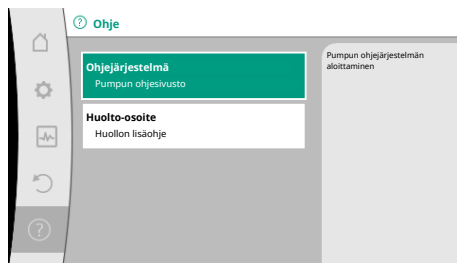 Ohje
Ohjejärjestelmä
Pumpun ohjesivusto
Huolto-osoite
Huollon lisäohje
Pumpun ohjejärjestelmän
aloittaminen